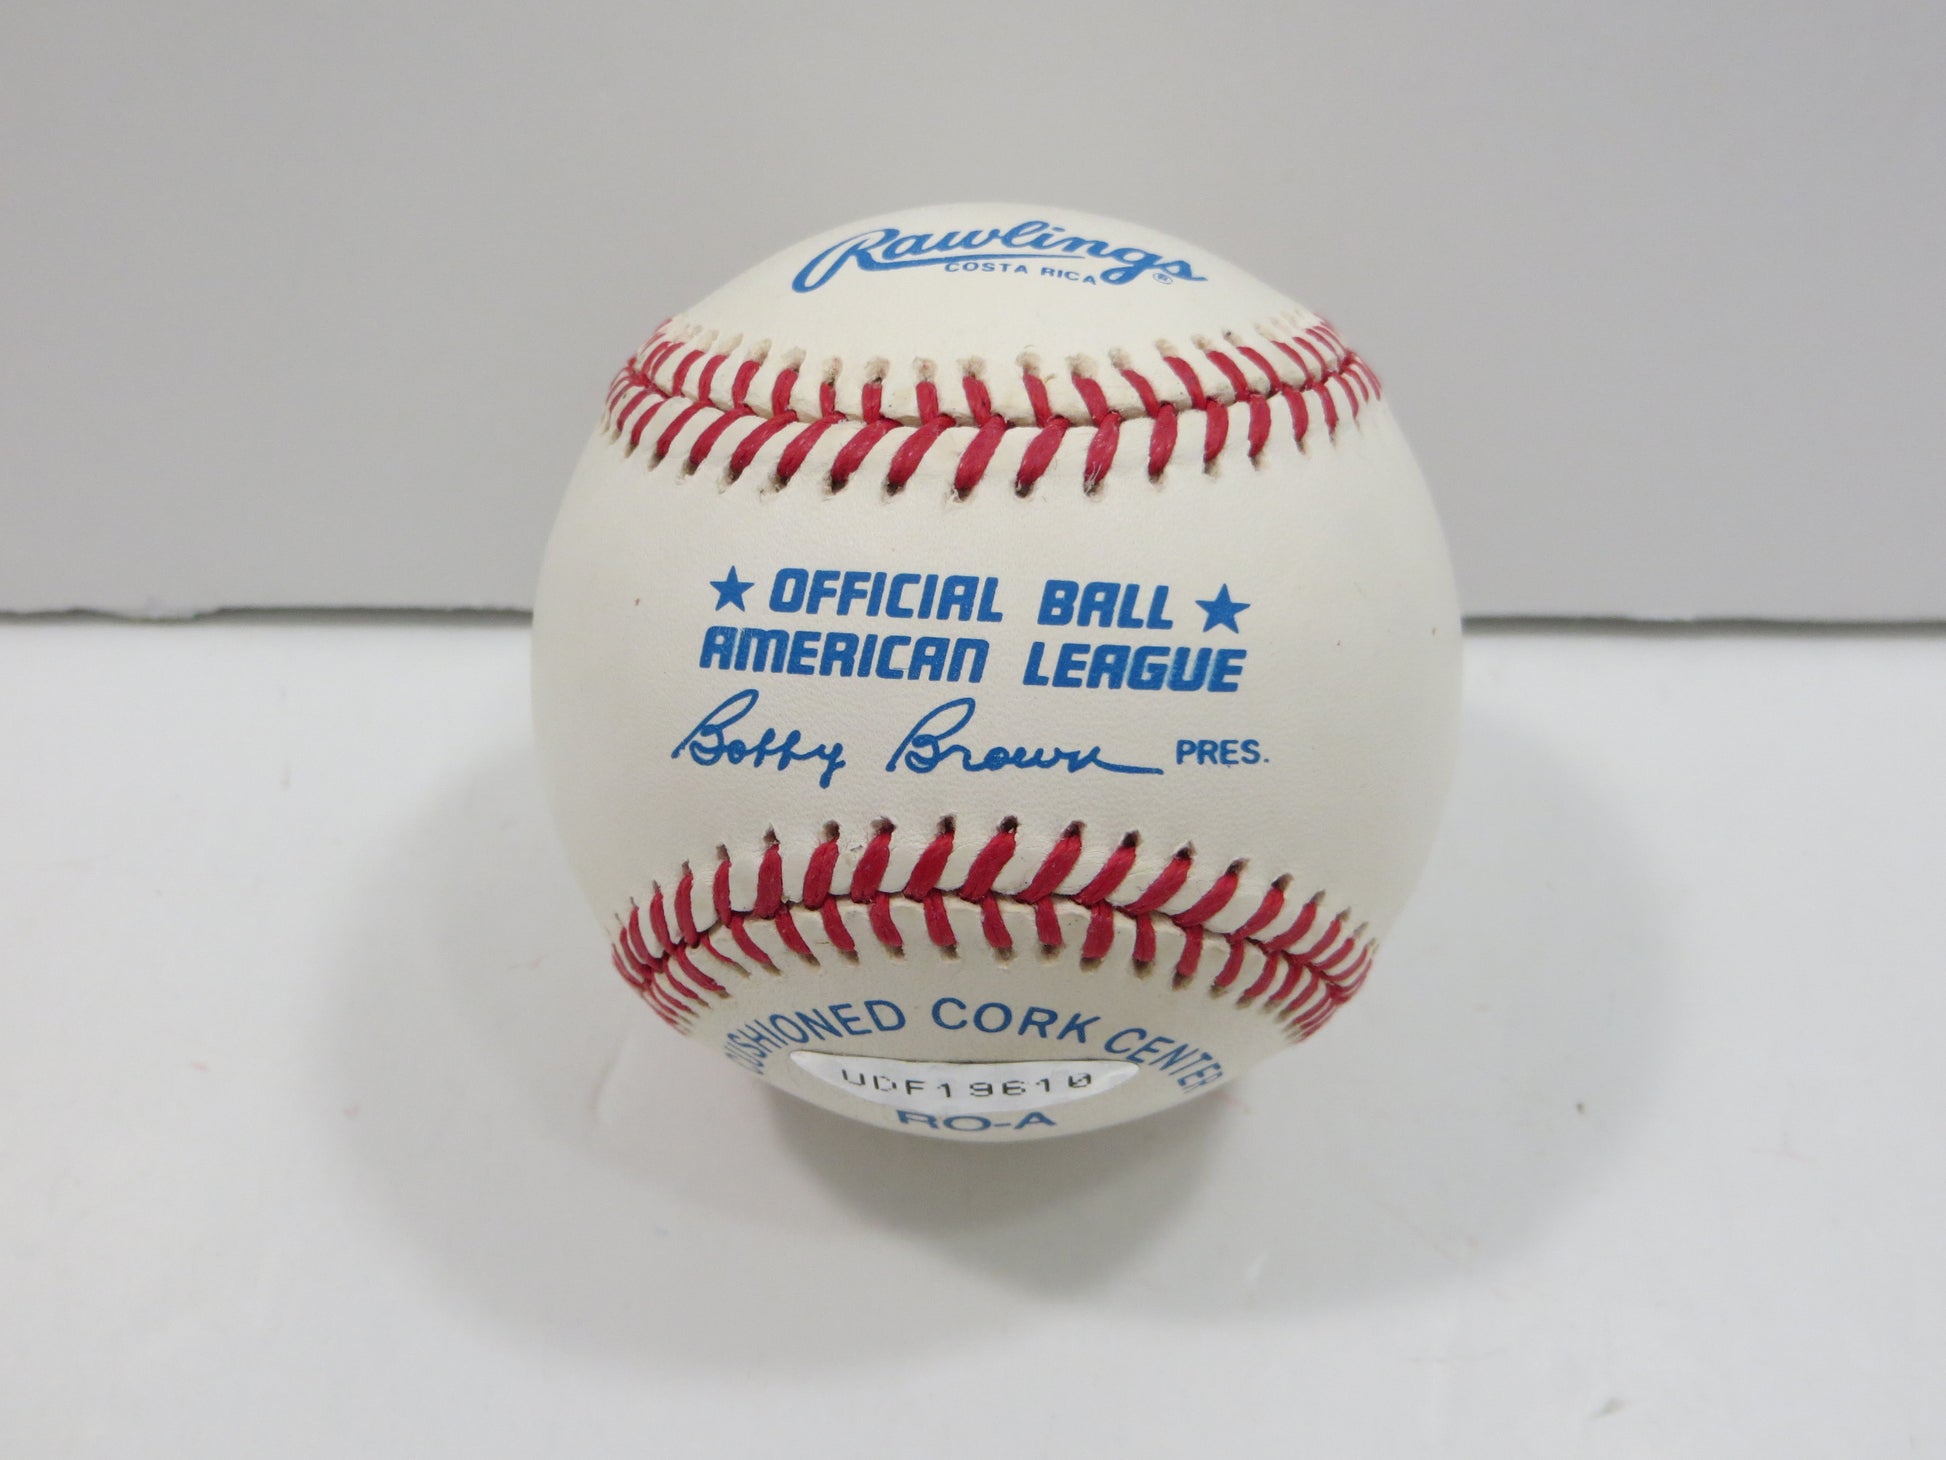 Rawlings®
COSTA RICA
★ OFFICIAL BALL ★
AMERICAN LEAGUE
Bobby Brown PRES.
CUSHIONED CORK CENTER
UDF19610
RO-A